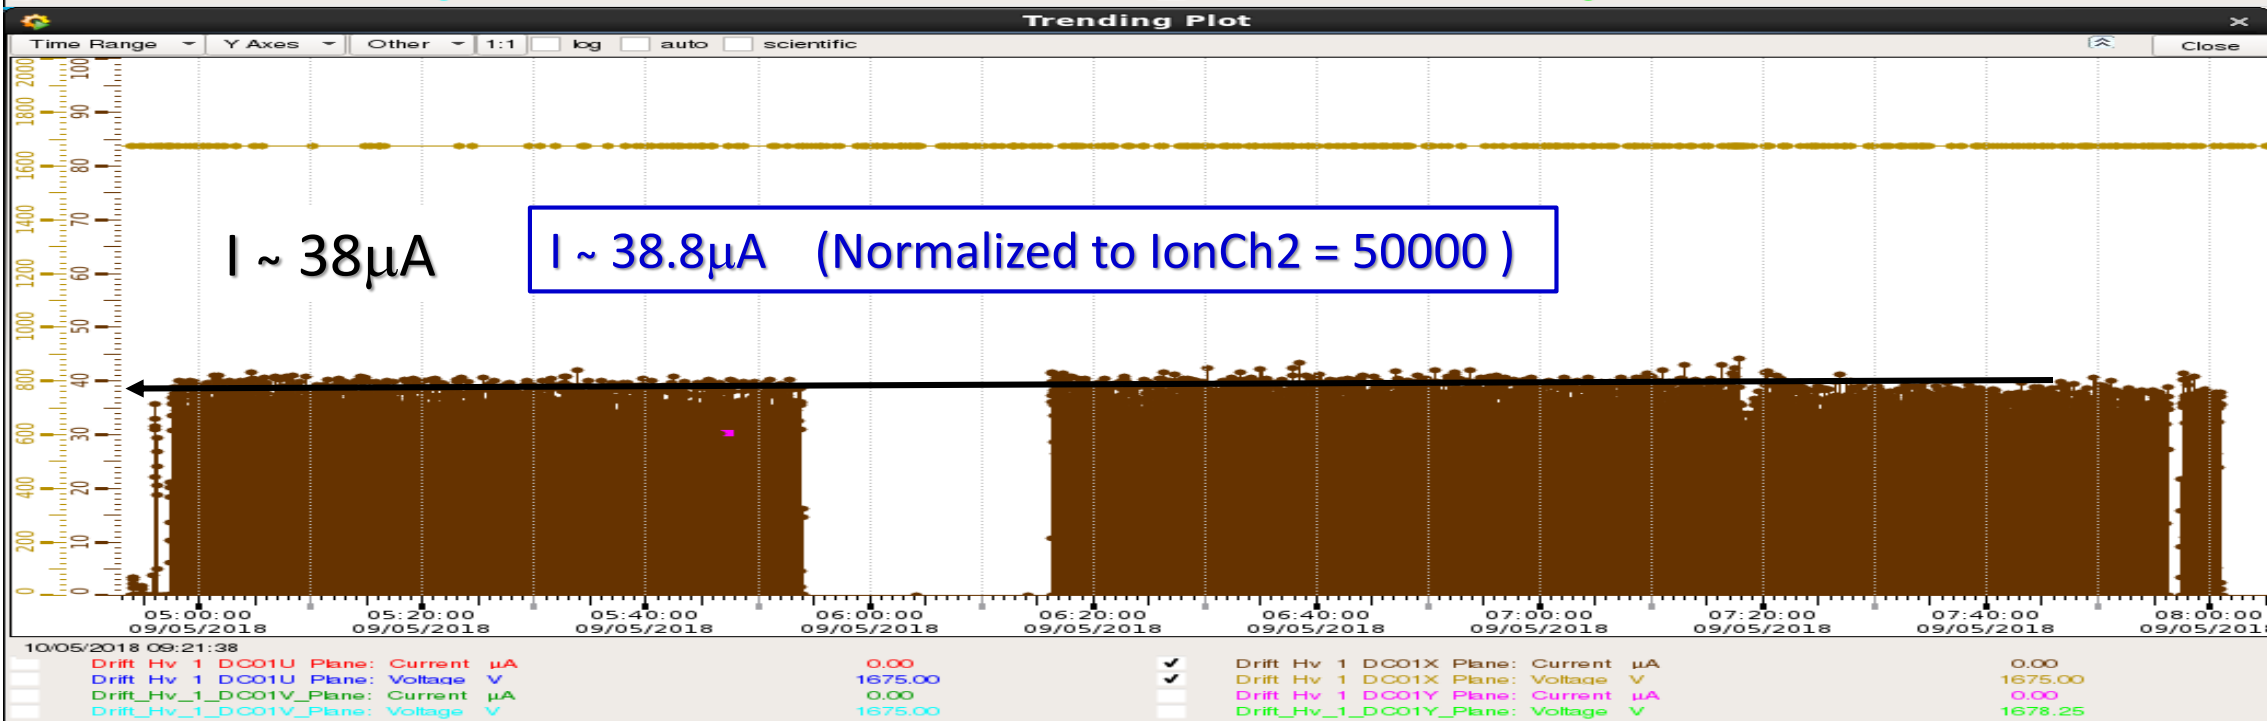 Trending Plot
Time Range Y Axes Other 1:1 log auto scientific Close
2000 1800 1600 1400 1200 1000 800 600 400 200 0
100 90 80 70 60 50 40 30 20 10 0
I ~ 38μA
I ~ 38.8μA (Normalized to IonCh2 = 50000 )
05:00:00 05:20:00 05:40:00 06:00:00 06:20:00 06:40:00 07:00:00 07:20:00 07:40:00 08:00:00
09/05/2018 09/05/2018 09/05/2018 09/05/2018 09/05/2018 09/05/2018 09/05/2018 09/05/2018 09/05/2018 09/05/201
10/05/2018 09:21:38
Drift Hv 1 DC01U Plane: Current μA 0.00 Drift Hv 1 DC01X Plane: Current μA 0.00
Drift Hv 1 DC01U Plane: Voltage V 1675.00 Drift Hv 1 DC01X Plane: Voltage V 1675.00
Drift_Hv_1_DC01V_Plane: Current μA 0.00 Drift Hv 1 DC01Y Plane: Current μA 0.00
Drift_Hv_1_DC01V_Plane: Voltage V 1675.00 Drift_Hv_1_DC01Y_Plane: Voltage V 1678.25